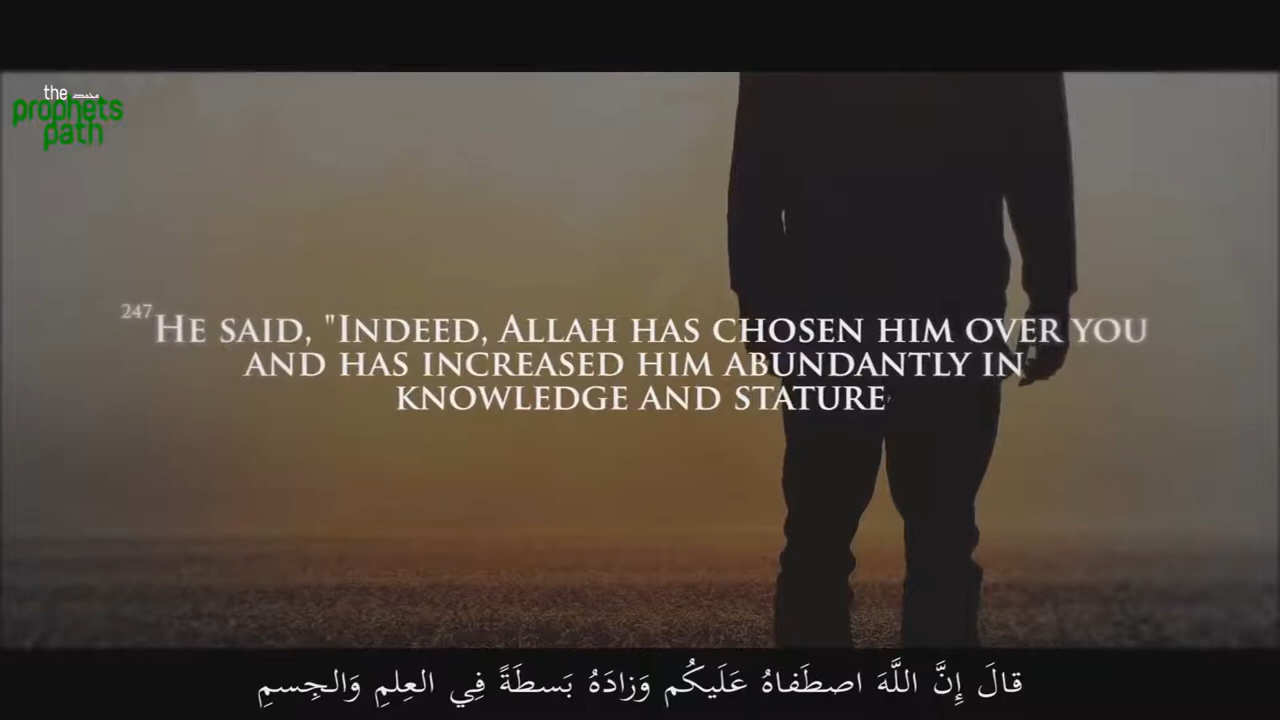 the
prophets
path
247 He said, "Indeed, Allah has chosen him over you
and has increased him abundantly in
knowledge and stature
قالَ إِنَّ اللَّهَ اصطَفاهُ عَلَيكُم وَزادَهُ بَسطَةً فِي العِلمِ وَالجِسمِ